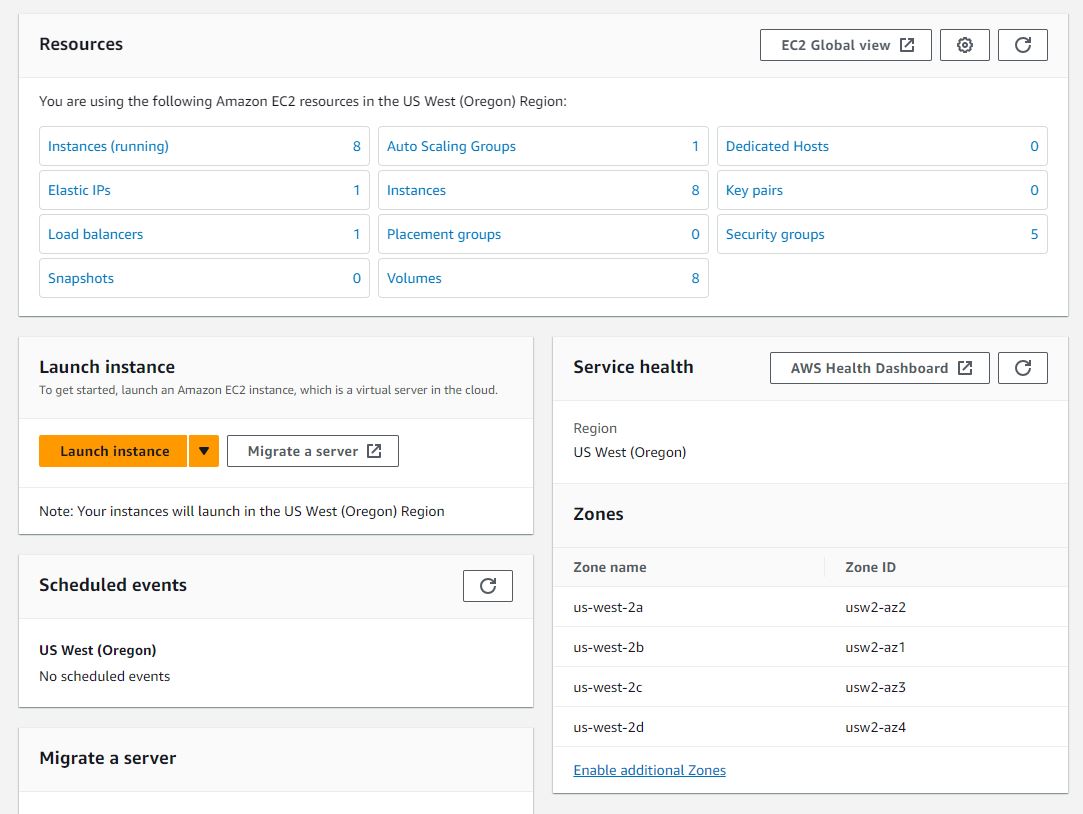 Resources
EC2 Global view
You are using the following Amazon EC2 resources in the US West (Oregon) Region:
Instances (running) 8
Auto Scaling Groups 1
Dedicated Hosts 0
Elastic IPs 1
Instances 8
Key pairs 0
Load balancers 1
Placement groups 0
Security groups 5
Snapshots 0
Volumes 8
Launch instance
To get started, launch an Amazon EC2 instance, which is a virtual server in the cloud.
Launch instance
Migrate a server
Note: Your instances will launch in the US West (Oregon) Region
Scheduled events
US West (Oregon)
No scheduled events
Migrate a server
Service health
AWS Health Dashboard
Region
US West (Oregon)
Zones
Zone name Zone ID
us-west-2a usw2-az2
us-west-2b usw2-az1
us-west-2c usw2-az3
us-west-2d usw2-az4
Enable additional Zones